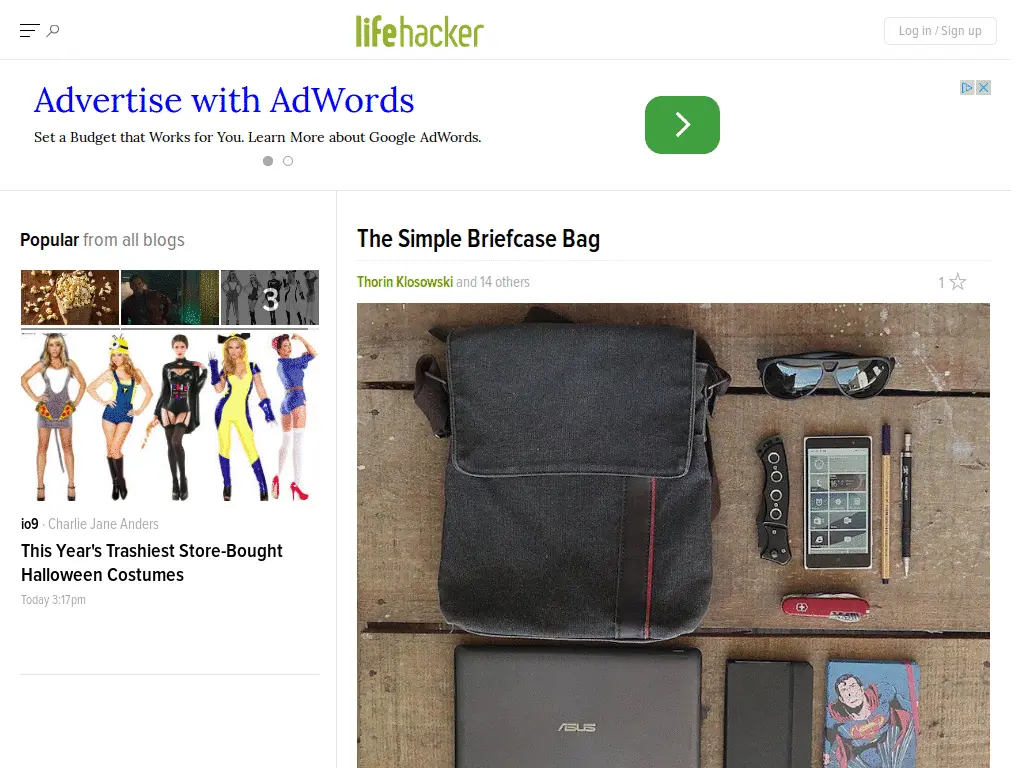 lifehacker
Log in / Sign up
Advertise with AdWords
Set a Budget that Works for You. Learn More about Google AdWords.
Popular from all blogs
3
io9 · Charlie Jane Anders
This Year's Trashiest Store-Bought
Halloween Costumes
Today 3:17pm
The Simple Briefcase Bag
Thorin Klosowski and 14 others
1
ASUS